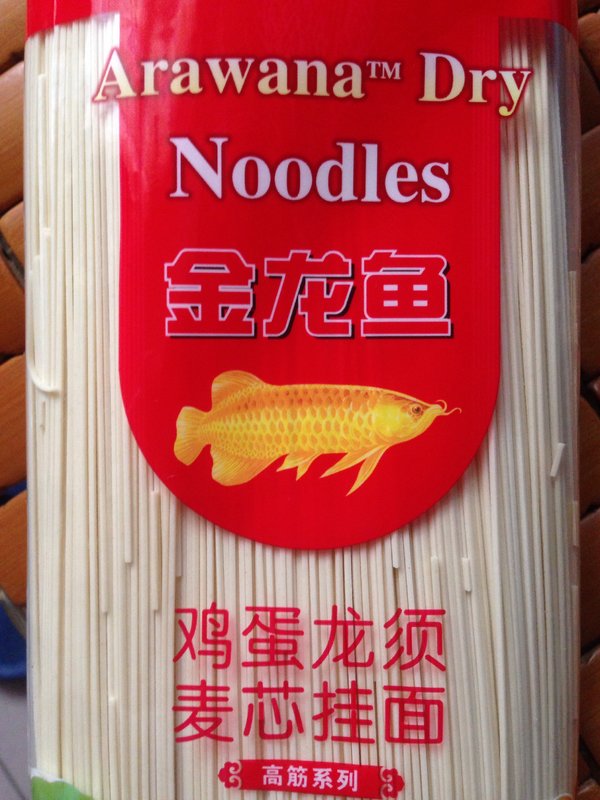 Arawana™ Dry
Noodles
金龙鱼
鸡蛋龙须
麦芯挂面
高筋系列